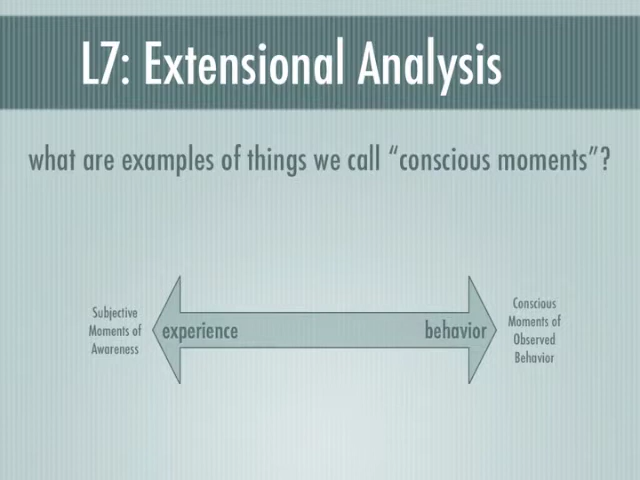 L7: Extensional Analysis
what are examples of things we call “conscious moments”?
Subjective
Moments of
Awareness
experience
behavior
Conscious
Moments of
Observed
Behavior